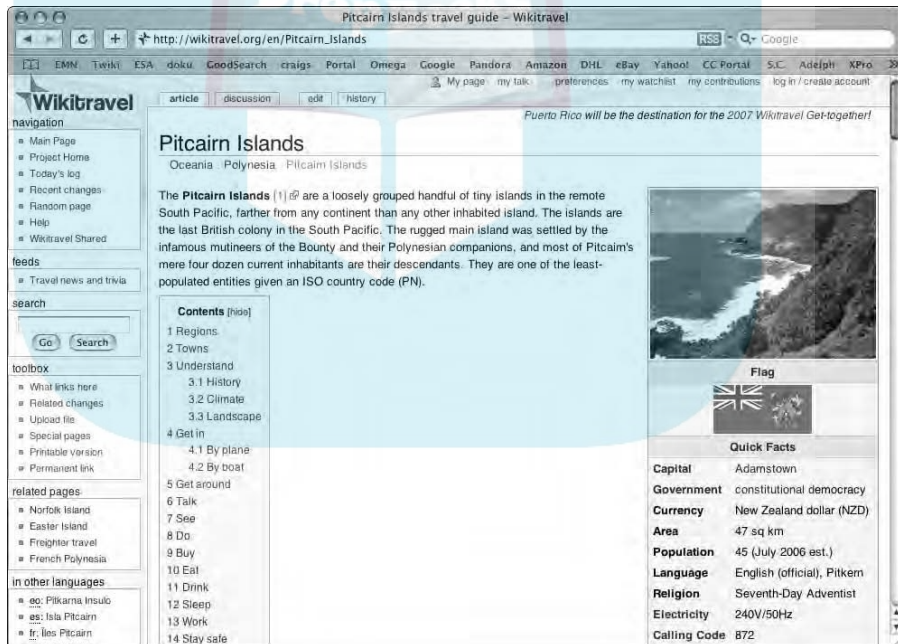 Pitcairn Islands travel guide – Wikitravel
http://wikitravel.org/en/Pitcairn_Islands
RSS
Google
EMN Twiki ESA doku GoodSearch craigs Portal Omega Google Pandora Amazon DHL eBay Yahoo! CC Portal S.C. Adelph XPro
My page my talk preferences my watchlist my contributions log in / create account
Wikitravel
article discussion edit history
Puerto Rico will be the destination for the 2007 Wikitravel Get-together!
navigation
Main Page
Project Home
Today's log
Recent changes
Random page
Help
Wikitravel Shared
feeds
Travel news and trivia
search
Go Search
toolbox
What links here
Related changes
Upload file
Special pages
Printable version
Permanent link
related pages
Norfolk Island
Easter Island
Freighter travel
French Polynesia
in other languages
eo: Pitkarna Insulo
es: Isla Pitcairn
fr: Îles Pitcairn
Pitcairn Islands
Oceania Polynesia Pitcairn Islands
The Pitcairn Islands [1] are a loosely grouped handful of tiny islands in the remote
South Pacific, farther from any continent than any other inhabited island. The islands are
the last British colony in the South Pacific. The rugged main island was settled by the
infamous mutineers of the Bounty and their Polynesian companions, and most of Pitcairn's
mere four dozen current inhabitants are their descendants. They are one of the least-
populated entities given an ISO country code (PN).
Contents [hide]
1 Regions
2 Towns
3 Understand
3.1 History
3.2 Climate
3.3 Landscape
4 Get in
4.1 By plane
4.2 By boat
5 Get around
6 Talk
7 See
8 Do
9 Buy
10 Eat
11 Drink
12 Sleep
13 Work
14 Stay safe
Flag
Quick Facts
Capital Adamstown
Government constitutional democracy
Currency New Zealand dollar (NZD)
Area 47 sq km
Population 45 (July 2006 est.)
Language English (official), Pitkern
Religion Seventh-Day Adventist
Electricity 240V/50Hz
Calling Code 872